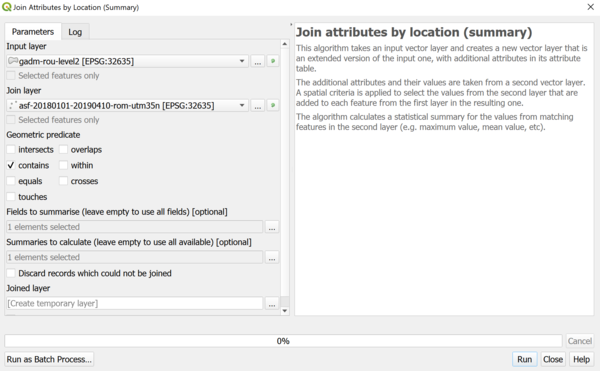 Join Attributes by Location (Summary)
Parameters
Log
Input layer
gadm-rou-level2 [EPSG:32635]
...
Selected features only
Join layer
asf-20180101-20190410-rom-utm35n [EPSG:32635]
...
Selected features only
Geometric predicate
intersects
overlaps
contains
within
equals
crosses
touches
Fields to summarise (leave empty to use all fields) [optional]
1 elements selected
...
Summaries to calculate (leave empty to use all available) [optional]
1 elements selected
...
Discard records which could not be joined
Joined layer
[Create temporary layer]
...
Join attributes by location (summary)
This algorithm takes an input vector layer and creates a new vector layer that is
an extended version of the input one, with additional attributes in its attribute
table.
The additional attributes and their values are taken from a second vector layer.
A spatial criteria is applied to select the values from the second layer that are
added to each feature from the first layer in the resulting one.
The algorithm calculates a statistical summary for the values from matching
features in the second layer (e.g. maximum value, mean value, etc).
0%
Cancel
Run as Batch Process...
Run
Close
Help